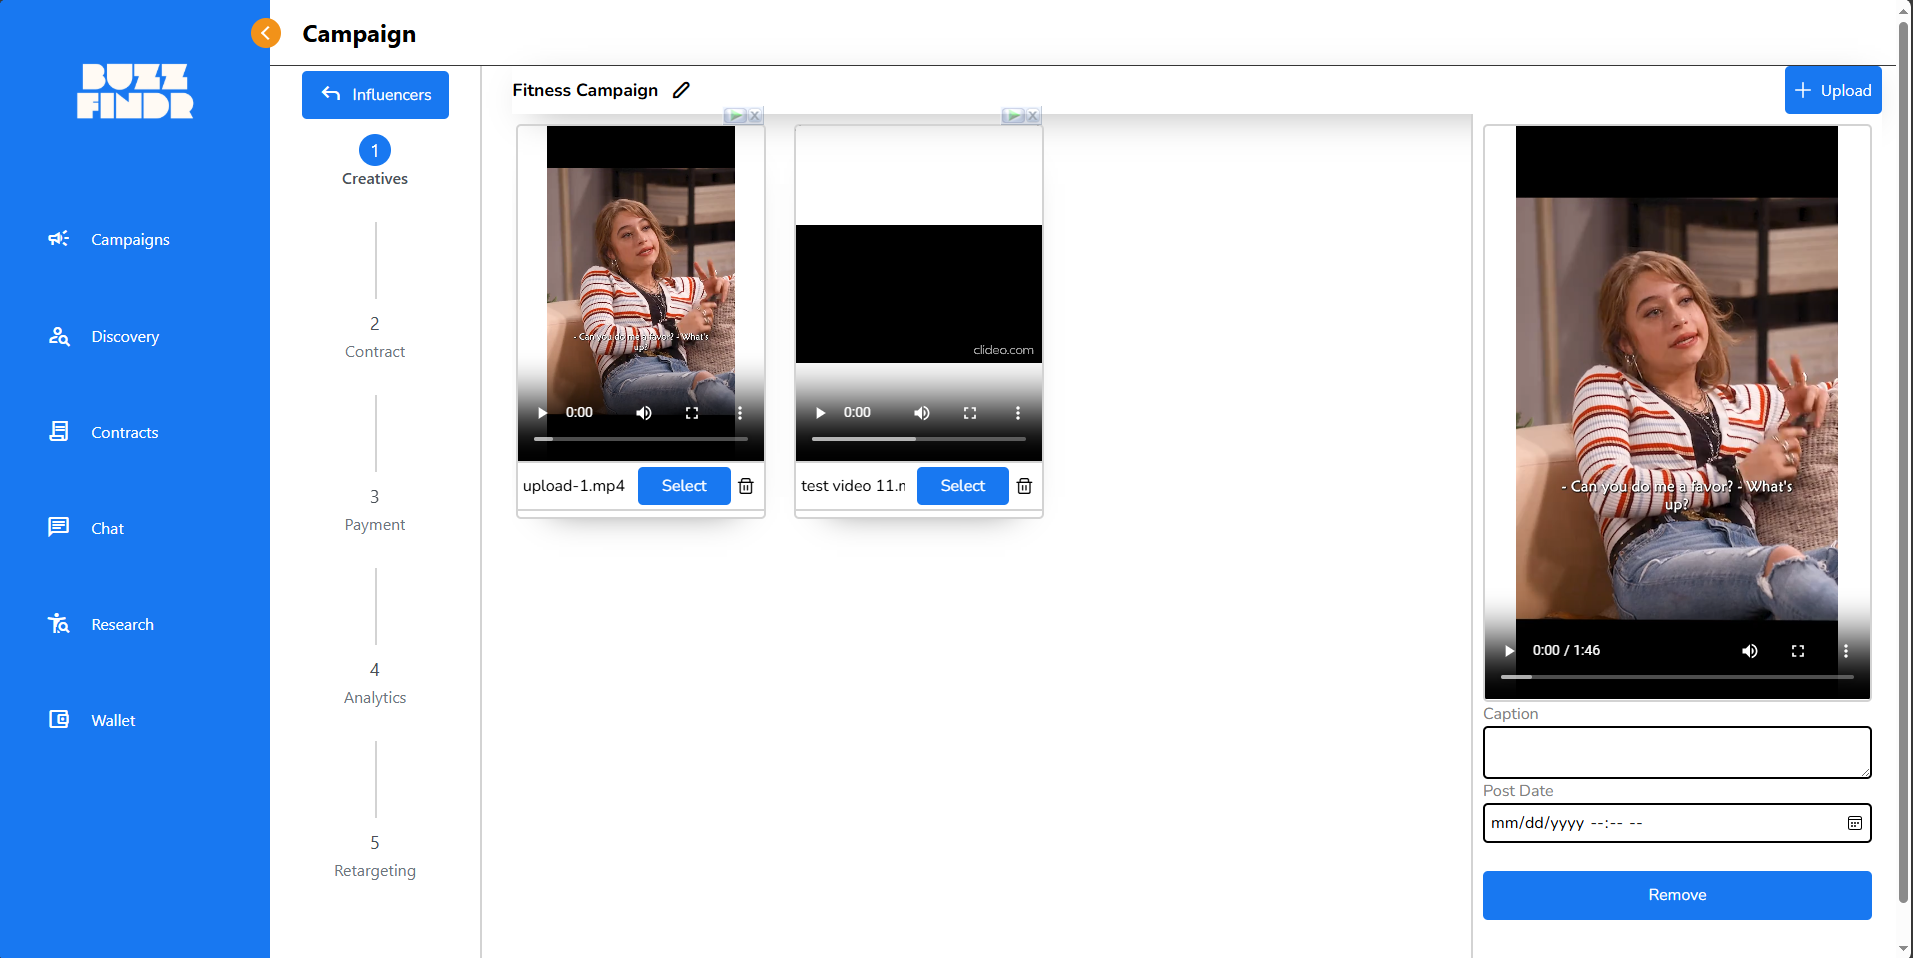 BUZZ
FINDR
Campaigns
Discovery
Contracts
Chat
Research
Wallet
Campaign
Influencers
1
Creatives
2
Contract
3
Payment
4
Analytics
5
Retargeting
Fitness Campaign
Upload
- Can you do me a favor? - What's
up?
0:00
upload-1.mp4
Select
clideo.com
0:00
test video 11.m
Select
- Can you do me a favor? - What's
up?
0:00 / 1:46
Caption
Post Date
mm/dd/yyyy --:-- --
Remove